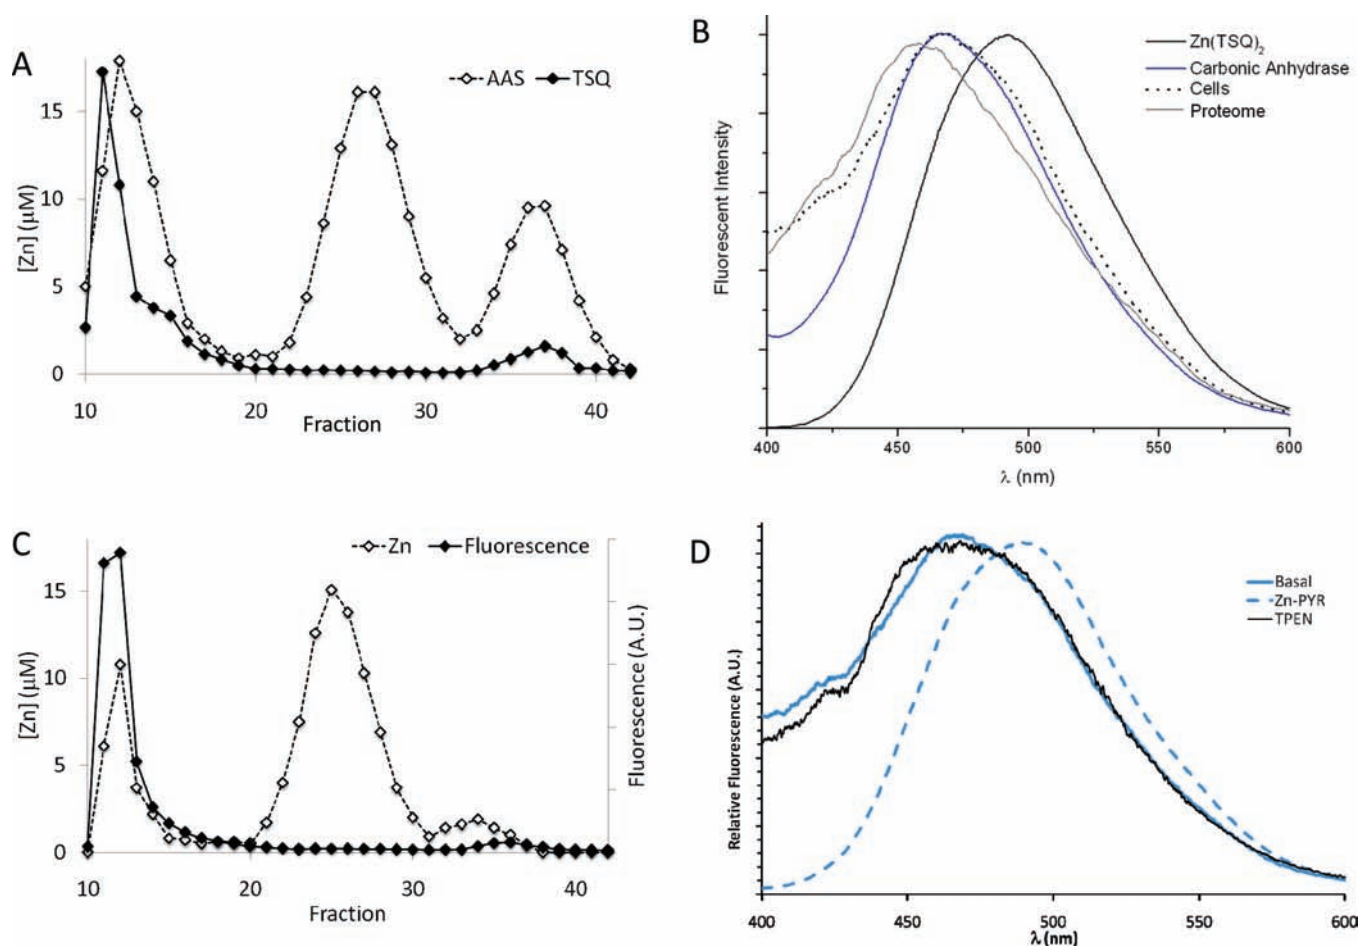 A
AAS
TSQ
15
10
5
0
[Zn] (µM)
10
20
30
40
Fraction
B
Zn(TSQ)2
Carbonic Anhydrase
Cells
Proteome
Fluorescent Intensity
400
450
500
550
600
λ (nm)
C
Zn
Fluorescence
15
10
5
0
[Zn] (µM)
Fluorescence (A.U.)
10
20
30
40
Fraction
D
Basal
Zn-PYR
TPEN
Relative Fluorescence (A.U.)
400
450
500
550
600
λ (nm)